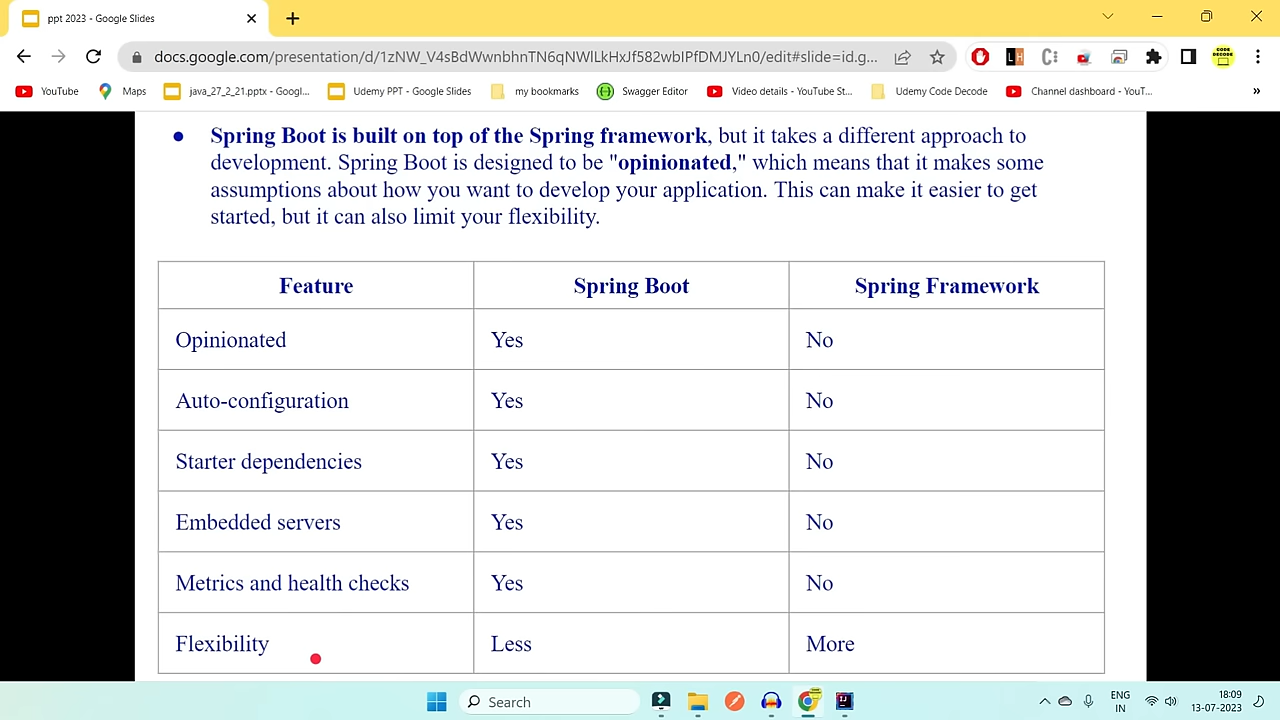 ppt 2023 - Google Slides
docs.google.com/presentation/d/1zNW_V4sxdWwnbhnTN6qNWlLkHxJf582wbIPfDMJYLn0/edit#slide=id.g...
YouTube Maps java_27_2_21.pptx - Googl... Udemy PPT - Google Slides my bookmarks Swagger Editor Video details - YouTube St... Udemy Code Decode Channel dashboard - YouT... »
● Spring Boot is built on top of the Spring framework, but it takes a different approach to
development. Spring Boot is designed to be "opinionated," which means that it makes some
assumptions about how you want to develop your application. This can make it easier to get
started, but it can also limit your flexibility.
Feature Spring Boot Spring Framework
Opinionated Yes No
Auto-configuration Yes No
Starter dependencies Yes No
Embedded servers Yes No
Metrics and health checks Yes No
Flexibility Less More
Search
ENG 18:09
IN 13-07-2023